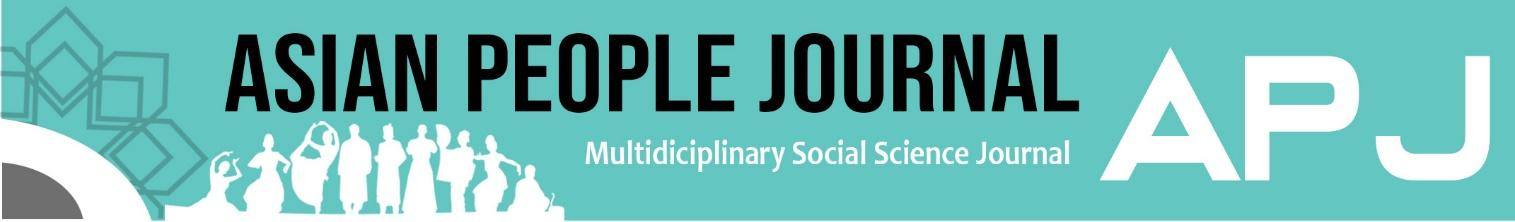 ASIAN PEOPLE JOURNAL
Multidiciplinary Social Science Journal
APJ